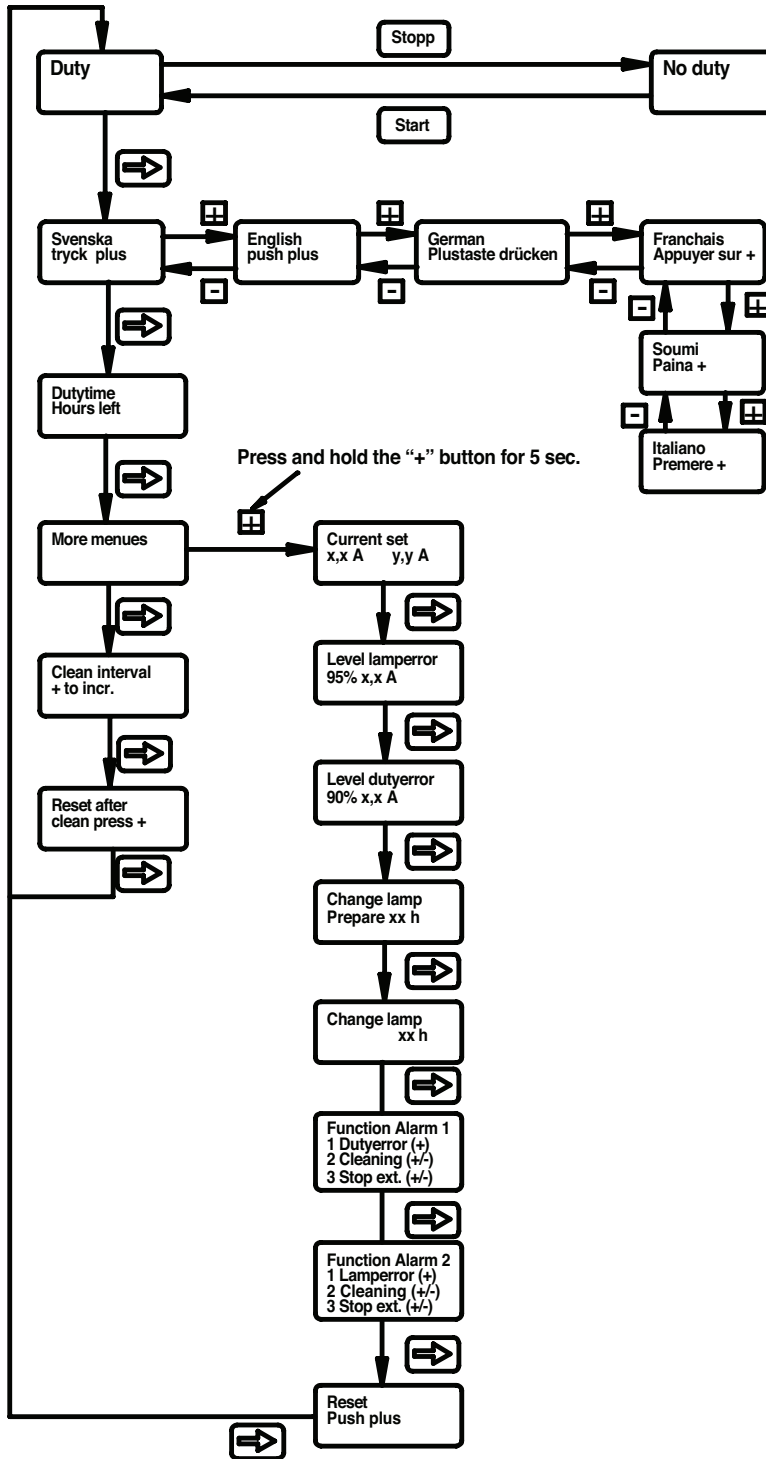 Stopp
Duty
No duty
Start
+
+
+
Svenska
tryck plus
English
push plus
German
Plustaste drücken
Franchais
Appuyer sur +
-
-
-
-
+
Soumi
Paina +
-
+
Dutytime
Hours left
Italiano
Premere +
Press and hold the “+” button for 5 sec.
+
More menues
Current set
x,x A y,y A
Clean interval
+ to incr.
Level lamperror
95% x,x A
Reset after
clean press +
Level dutyerror
90% x,x A
Change lamp
Prepare xx h
Change lamp
xx h
Function Alarm 1
1 Dutyerror (+)
2 Cleaning (+/-)
3 Stop ext. (+/-)
Function Alarm 2
1 Lamperror (+)
2 Cleaning (+/-)
3 Stop ext. (+/-)
Reset
Push plus